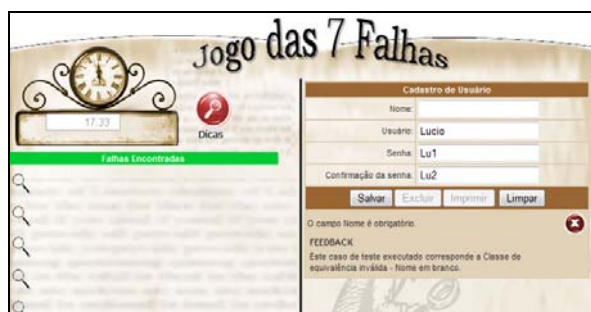 Jogo das 7 Falhas
17:33
Dicas
Falhas Encontradas
Cadastro de Usuário
Nome:
Usuário: Lucio
Senha: Lu1
Confirmação da senha: Lu2
Salvar Excluir Imprimir Limpar
O campo Nome é obrigatório.
FEEDBACK
Este caso de teste executado corresponde a Classe de
equivalência inválida - Nome em branco.